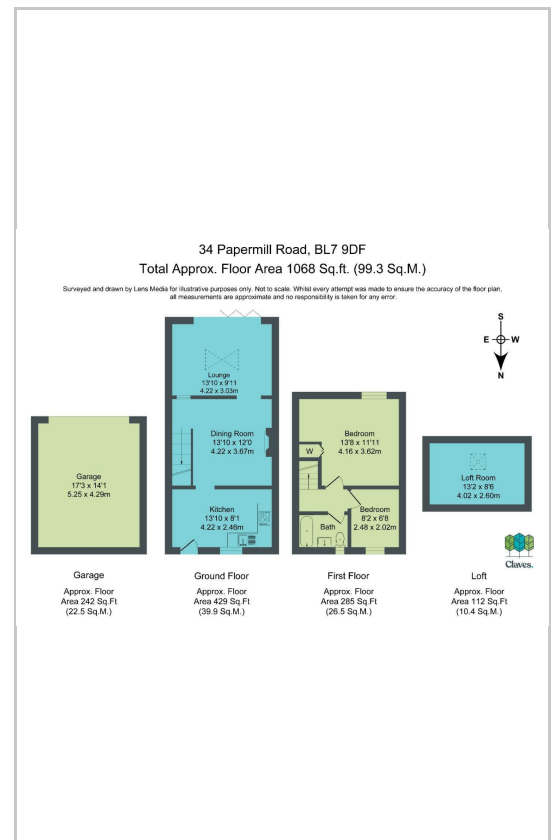 34 Papermill Road, BL7 9DF
Total Approx. Floor Area 1068 Sq.ft. (99.3 Sq.M.)
Surveyed and drawn by Lens Media for illustrative purposes only. Not to scale. Whilst every attempt was made to ensure the accuracy of the floor plan,
all measurements are approximate and no responsibility is taken for any error.
S
E W
N
Lounge
13'10 x 9'11
4.22 x 3.03m
Dining Room
13'10 x 12'0
4.22 x 3.67m
Kitchen
13'10 x 8'1
4.22 x 2.46m
Garage
17'3 x 14'1
5.25 x 4.29m
Bedroom
13'8 x 11'11
4.16 x 3.62m
W
Bedroom
8'2 x 6'8
2.48 x 2.02m
Bath
Loft Room
13'2 x 8'6
4.02 x 2.60m
Claves.
Garage
Approx. Floor
Area 242 Sq.Ft
(22.5 Sq.M.)
Ground Floor
Approx. Floor
Area 429 Sq.Ft
(39.9 Sq.M.)
First Floor
Approx. Floor
Area 285 Sq.Ft
(26.5 Sq.M.)
Loft
Approx. Floor
Area 112 Sq.Ft
(10.4 Sq.M.)